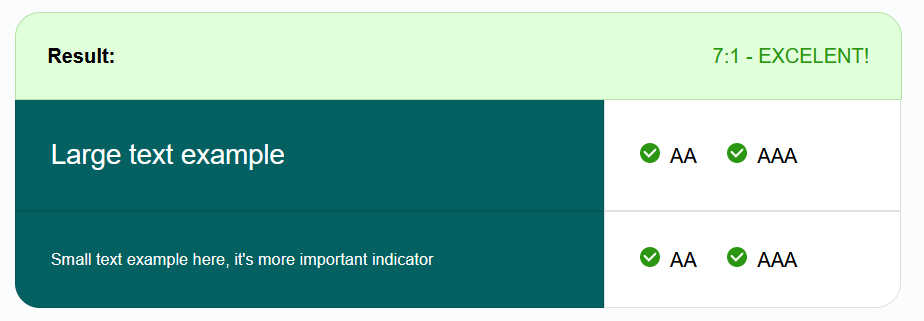 Result: 7:1 - EXCELENT!
Large text example AA AAA
Small text example here, it's more important indicator AA AAA